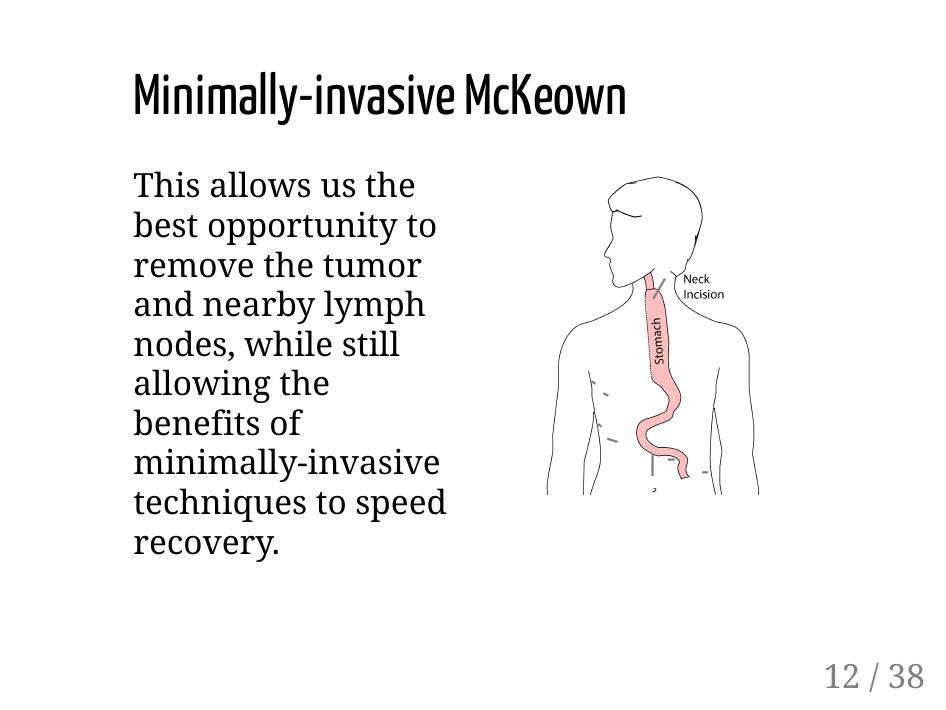 Minimally-invasive McKeown
This allows us the
best opportunity to
remove the tumor
and nearby lymph
nodes, while still
allowing the
benefits of
minimally-invasive
techniques to speed
recovery.
Neck
Incision
Stomach
12 / 38